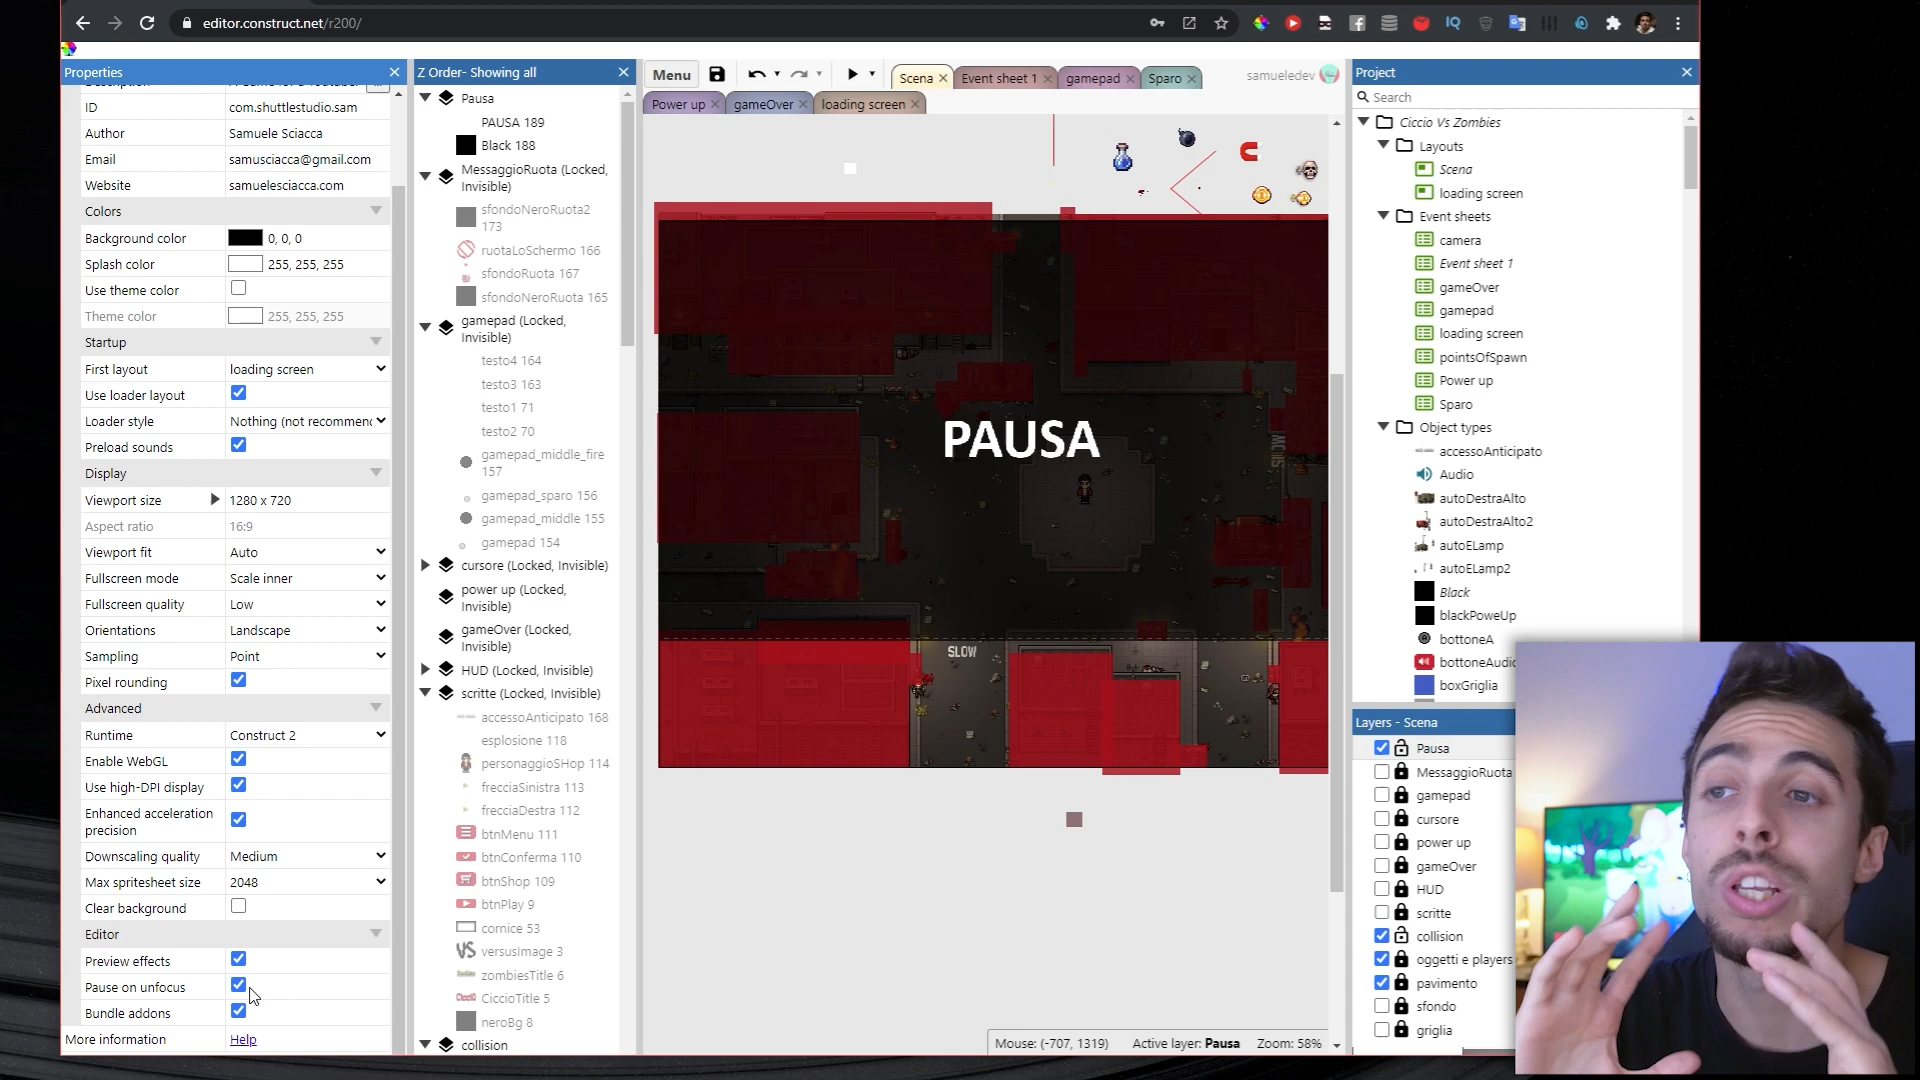 editor.construct.net/r200/
Properties
ID com.shuttlestudio.sam
Author Samuele Sciacca
Email samusciacca@gmail.com
Website samuelesciacca.com
Colors
Background color 0, 0, 0
Splash color 255, 255, 255
Use theme color
Theme color 255, 255, 255
Startup
First layout loading screen
Use loader layout
Loader style Nothing (not recommend
Preload sounds
Display
Viewport size 1280 x 720
Aspect ratio 16:9
Viewport fit Auto
Fullscreen mode Scale inner
Fullscreen quality Low
Orientations Landscape
Sampling Point
Pixel rounding
Advanced
Runtime Construct 2
Enable WebGL
Use high-DPI display
Enhanced acceleration
precision
Downscaling quality Medium
Max spritesheet size 2048
Clear background
Editor
Preview effects
Pause on unfocus
Bundle addons
More information Help
Z Order- Showing all
Pausa
PAUSA 189
Black 188
MessaggioRuota (Locked,
Invisible)
sfondoNeroRuota2
173
ruotaLoSchermo 166
sfondoRuota 167
sfondoNeroRuota 165
gamepad (Locked,
Invisible)
testo4 164
testo3 163
testo1 71
testo2 70
gamepad_middle_fire
157
gamepad_sparo 156
gamepad_middle 155
gamepad 154
cursore (Locked, Invisible)
power up (Locked,
Invisible)
gameOver (Locked,
Invisible)
HUD (Locked, Invisible)
scritte (Locked, Invisible)
accessoAnticipato 168
esplosione 118
personaggioSHop 114
frecciaSinistra 113
frecciaDestra 112
btnMenu 111
btnConferma 110
btnShop 109
btnPlay 9
cornice 53
versusImage 3
zombiesTitle 6
CiccioTitle 5
neroBg 8
collision
Menu
Scena Event sheet 1 gamepad Sparo
samueledev
Power up gameOver loading screen
PAUSA
SLOW
Mouse: (-707, 1319) Active layer: Pausa Zoom: 58%
Project
Search
Ciccio Vs Zombies
Layouts
Scena
loading screen
Event sheets
camera
Event sheet 1
gameOver
gamepad
loading screen
pointsOfSpawn
Power up
Sparo
Object types
accessoAnticipato
Audio
autoDestraAlto
autoDestraAlto2
autoELamp
autoELamp2
Black
blackPoweUp
bottoneA
bottoneAudio
boxGriglia
Layers - Scena
Pausa
MessaggioRuota
gamepad
cursore
power up
gameOver
HUD
scritte
collision
oggetti e players
pavimento
sfondo
griglia